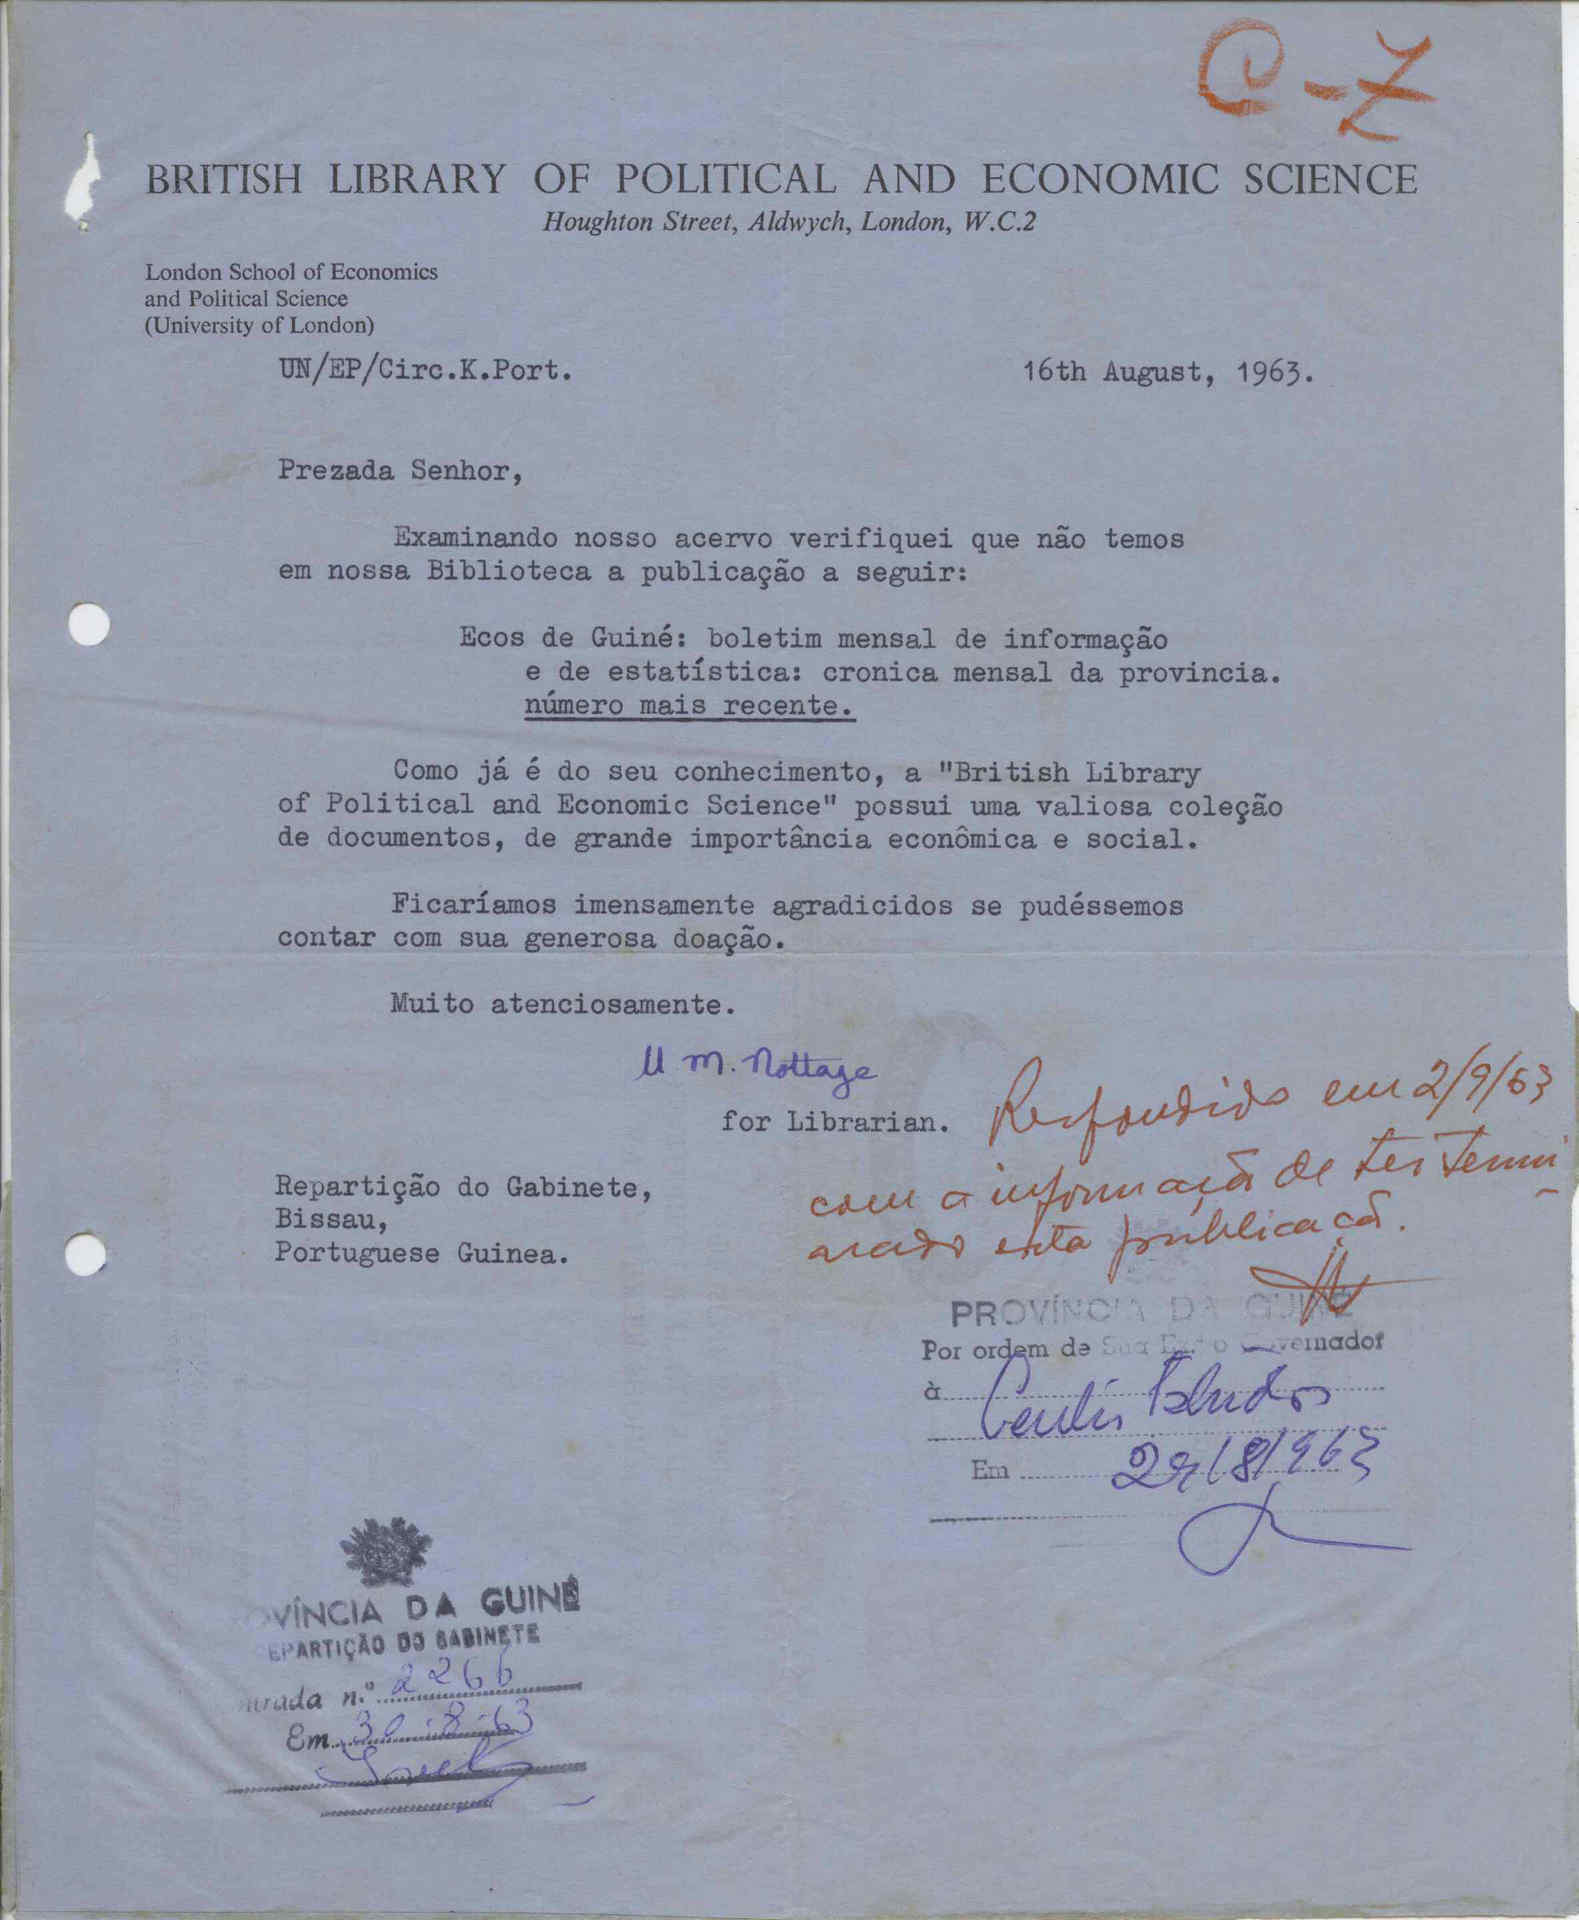 C-Z
BRITISH LIBRARY OF POLITICAL AND ECONOMIC SCIENCE
Houghton Street, Aldwych, London, W.C.2
London School of Economics
and Political Science
(University of London)
UN/EP/Circ.K.Port.
16th August, 1963.
Prezada Senhor,
Examinando nosso acervo verifiquei que não temos
em nossa Biblioteca a publicação a seguir:
Ecos de Guiné: boletim mensal de informação
e de estatística: cronica mensal da provincia.
número mais recente.
Como já é do seu conhecimento, a "British Library
of Political and Economic Science" possui uma valiosa coleção
de documentos, de grande importância econômica e social.
Ficaríamos imensamente agradicidos se pudéssemos
contar com sua generosa doação.
Muito atenciosamente.
U M. Nottage
for Librarian.
Respondido em 2/9/63
com a informação de ter termi
nado esta publicação.
Repartição do Gabinete,
Bissau,
Portuguese Guinea.
PROVÍNCIA DA GUINÉ
Por ordem de Sua Ex.ª o Governador
à
Em /8/963
VÍNCIA DA GUINÉ
EPARTIÇÃO DO GABINETE
trada n.º 2266
Em 30-8-63